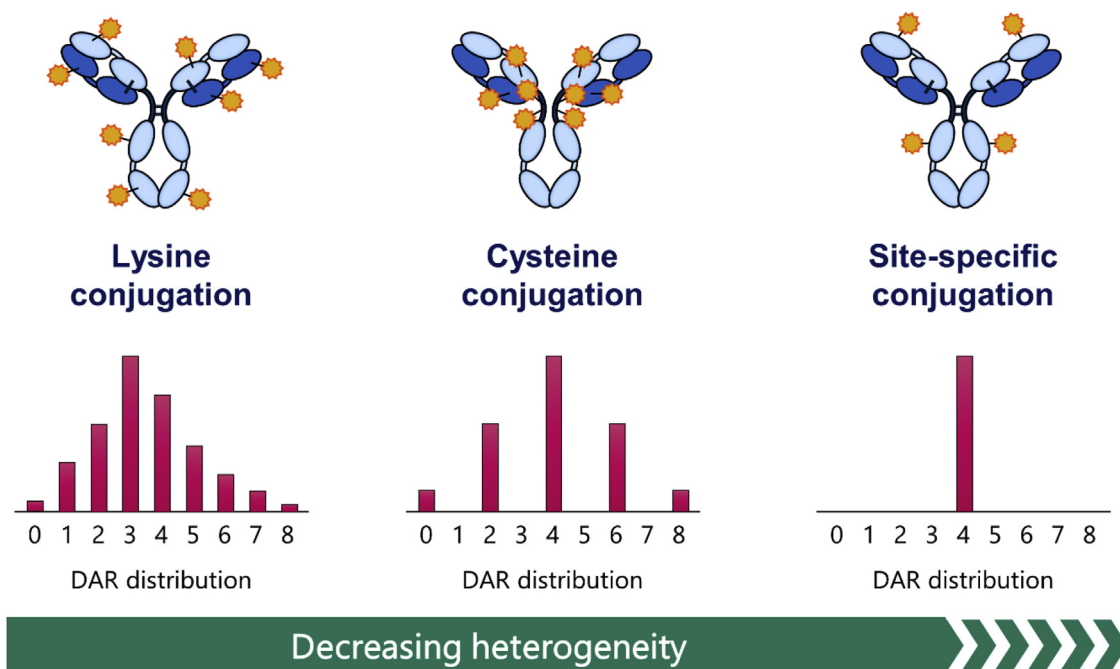 Lysine
conjugation
Cysteine
conjugation
Site-specific
conjugation
0 1 2 3 4 5 6 7 8
0 1 2 3 4 5 6 7 8
0 1 2 3 4 5 6 7 8
DAR distribution
DAR distribution
DAR distribution
Decreasing heterogeneity